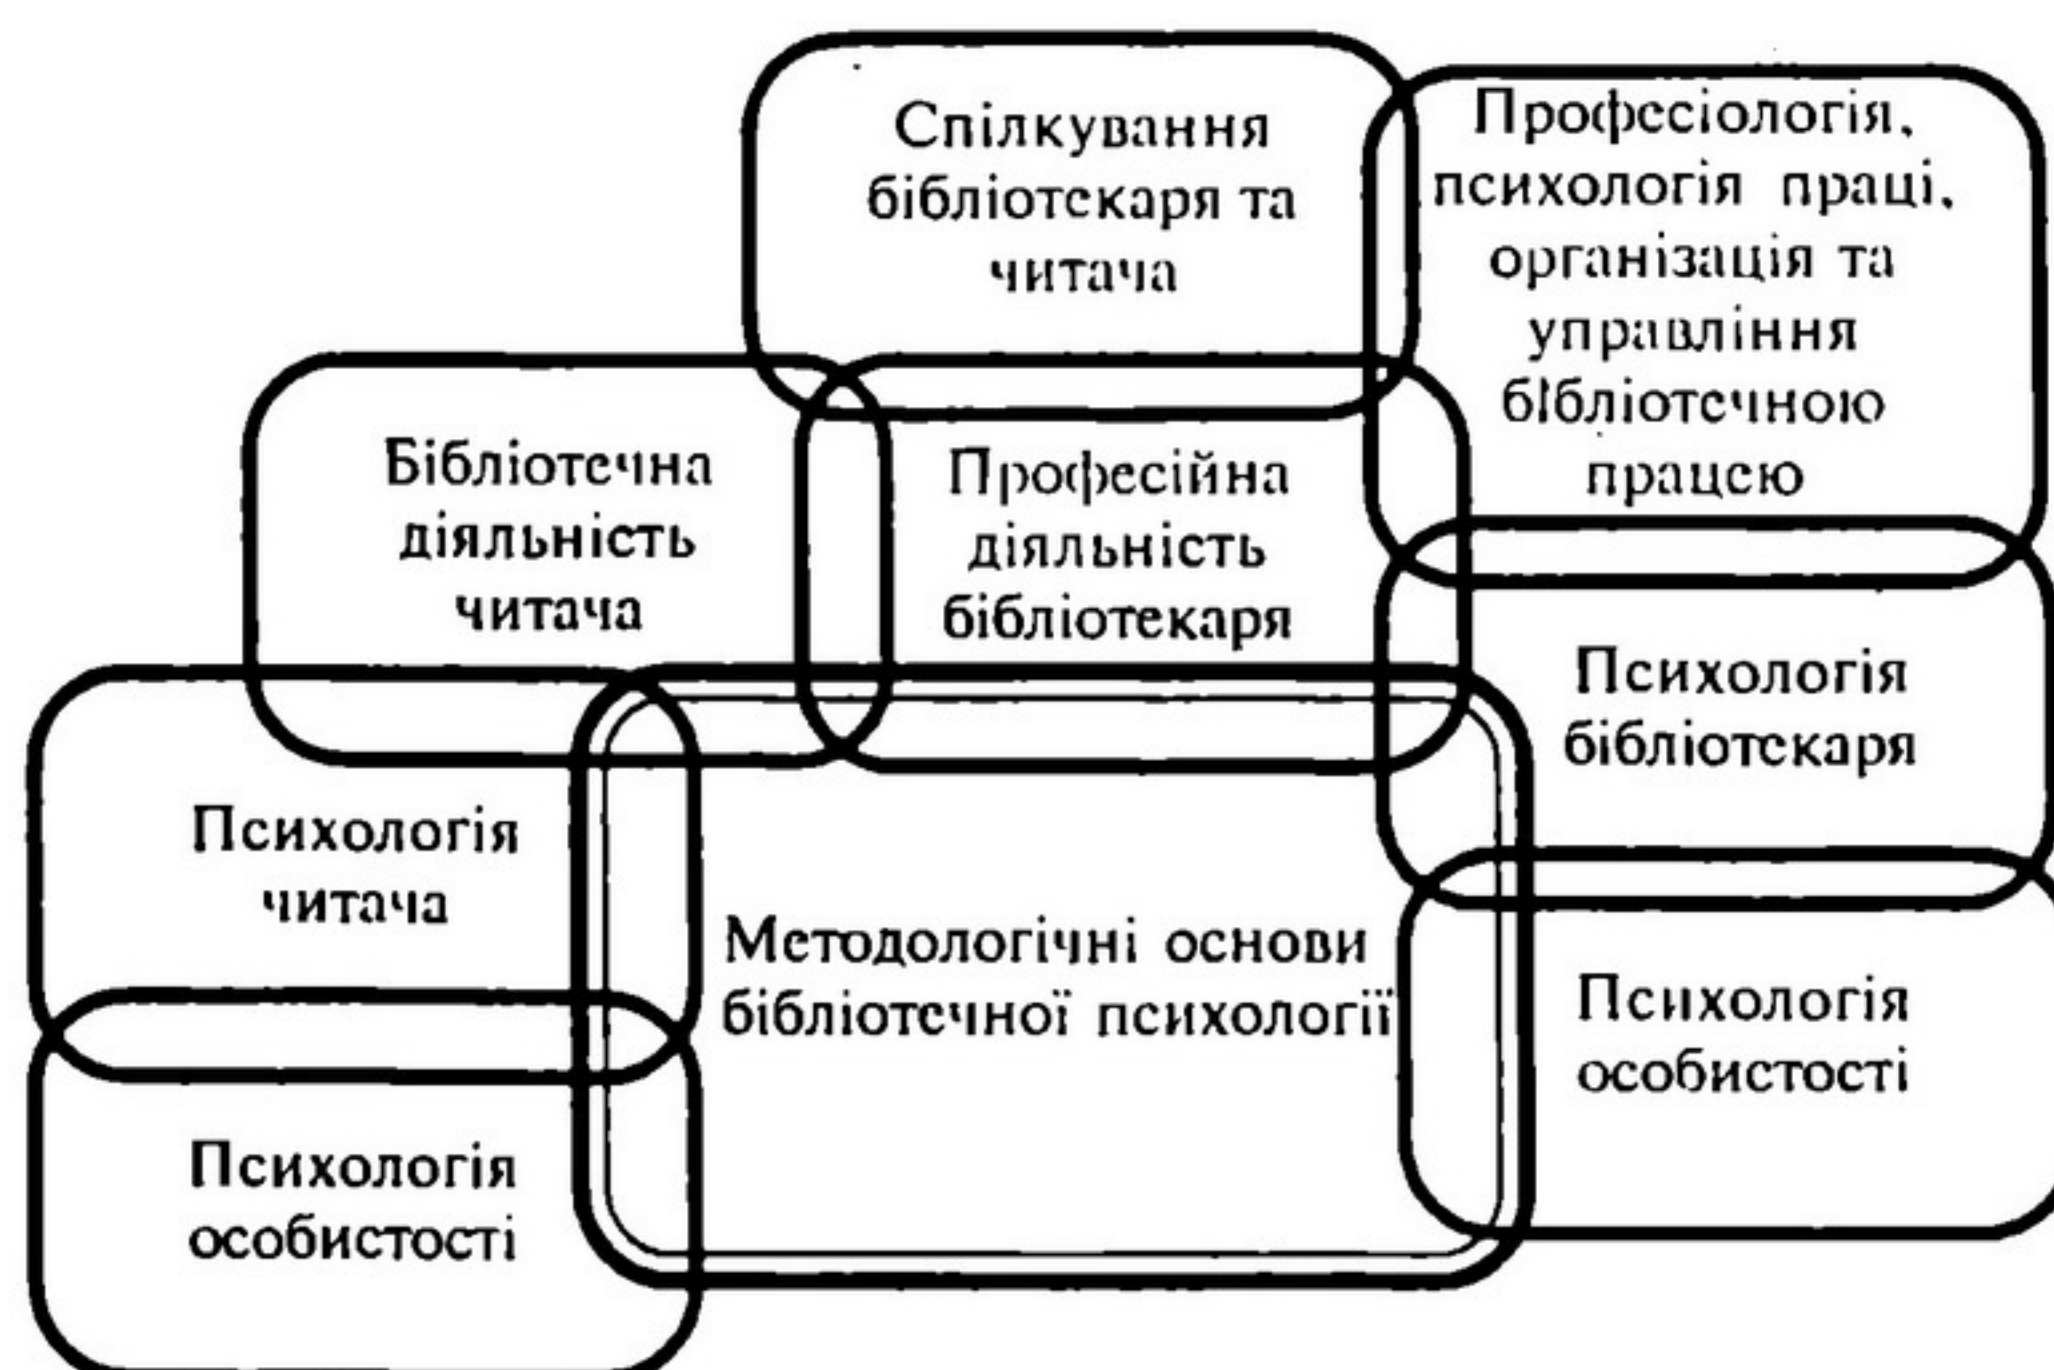 Спілкування
бібліотекаря та
читача
Професіологія,
психологія праці,
організація та
управління
бібліотечною
працею
Бібліотечна
діяльність
читача
Професійна
діяльність
бібліотекаря
Психологія
бібліотекаря
Психологія
читача
Методологічні основи
бібліотечної психології
Психологія
особистості
Психологія
особистості